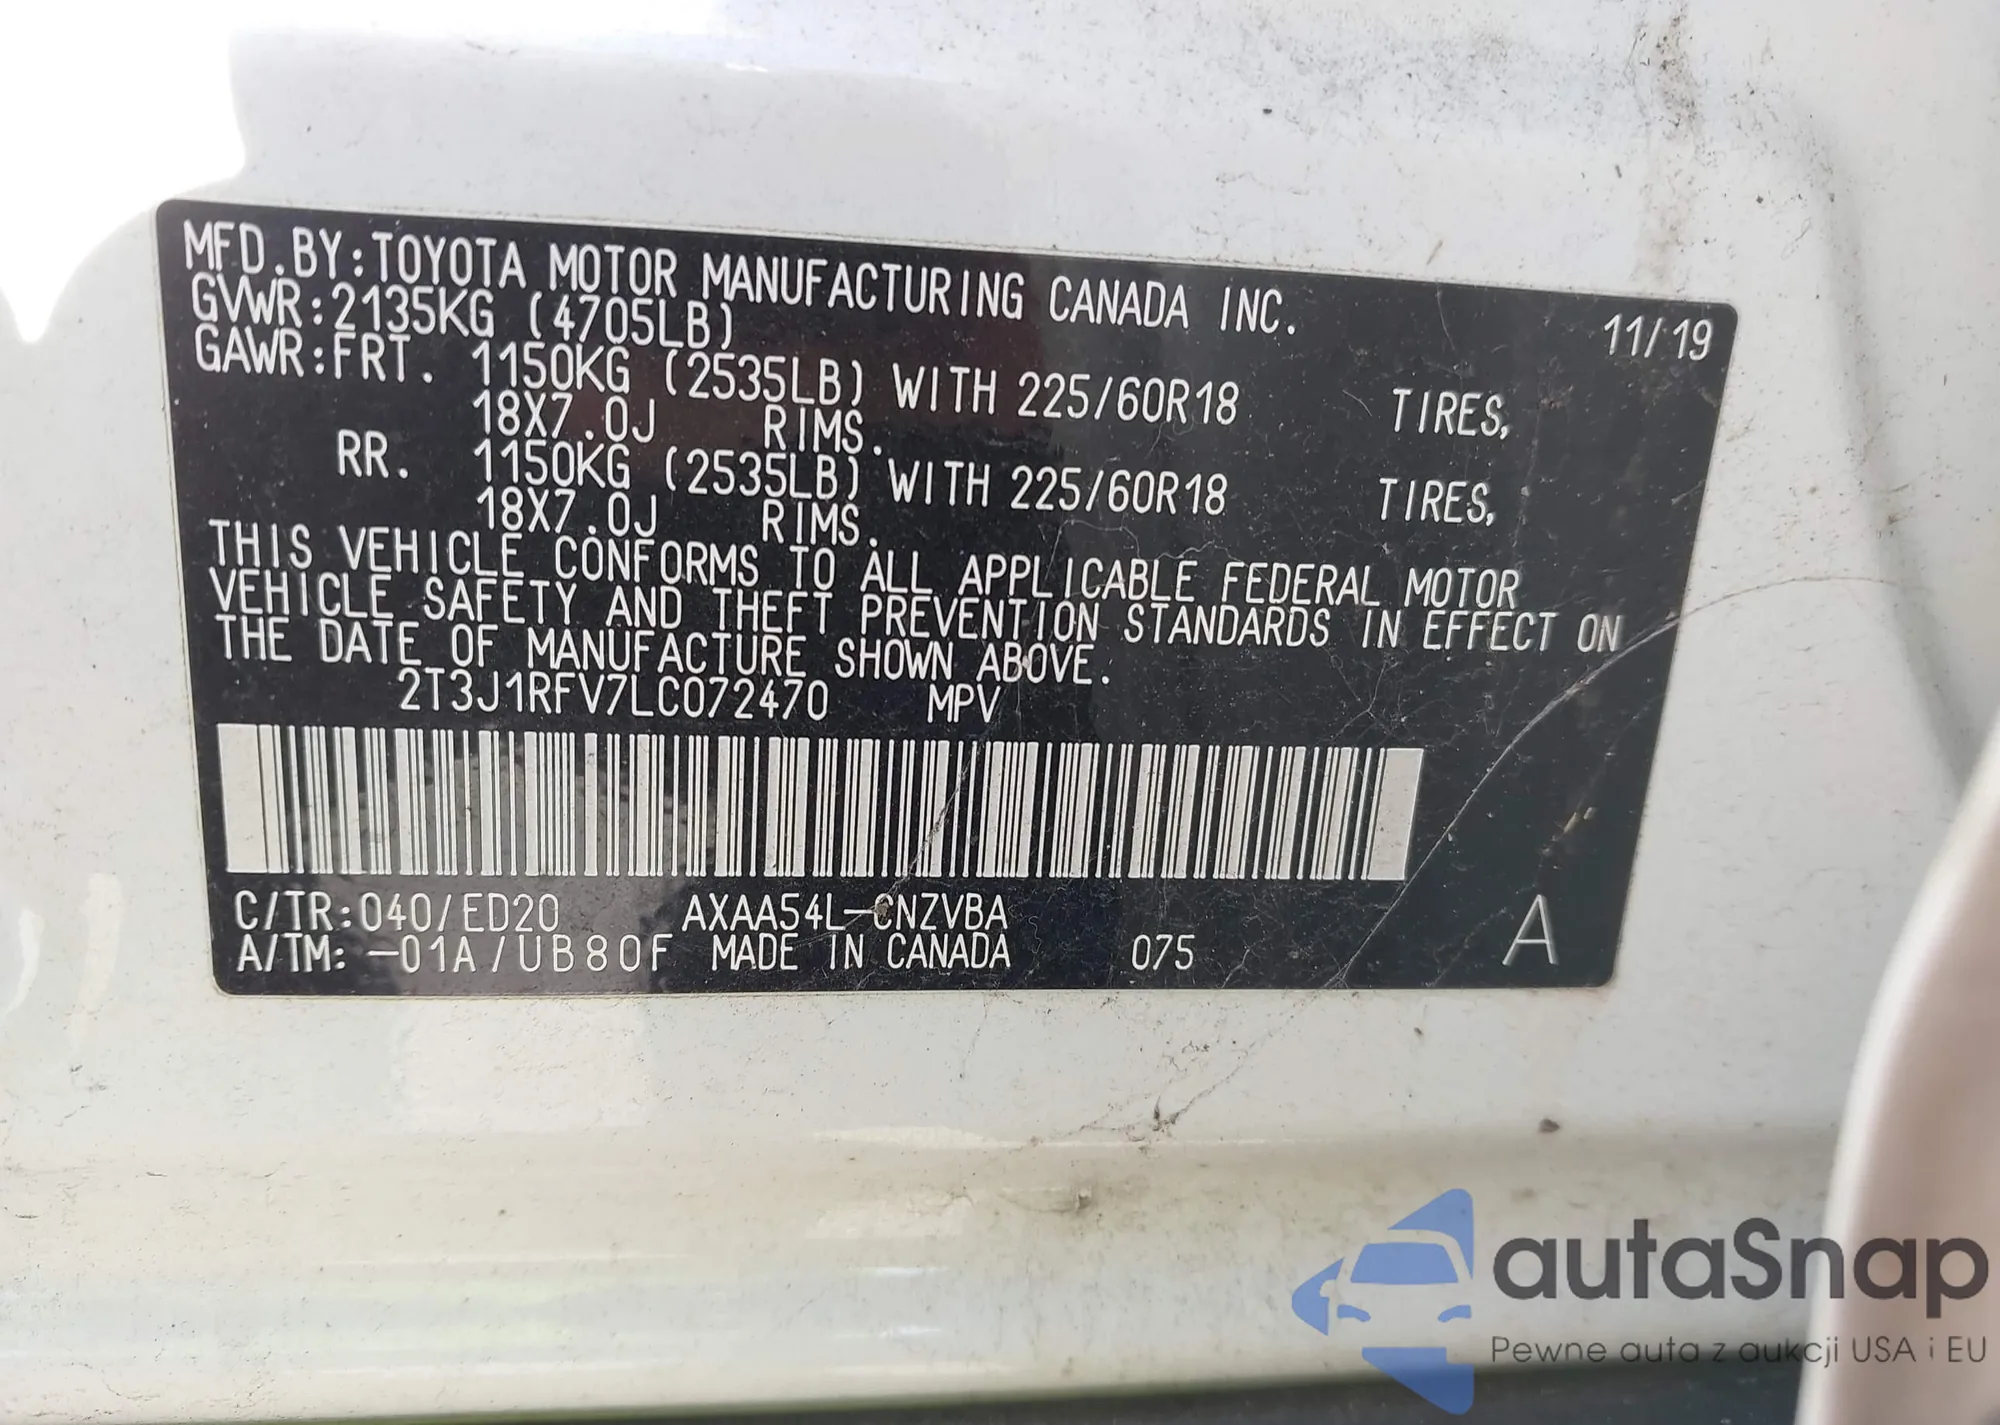 MFD.BY:TOYOTA MOTOR MANUFACTURING CANADA INC.
GVWR:2135KG (4705LB) 11/19
GAWR:FRT. 1150KG (2535LB) WITH 225/60R18 TIRES,
18X7.0J RIMS.
RR. 1150KG (2535LB) WITH 225/60R18 TIRES,
18X7.0J RIMS.
THIS VEHICLE CONFORMS TO ALL APPLICABLE FEDERAL MOTOR
VEHICLE SAFETY AND THEFT PREVENTION STANDARDS IN EFFECT ON
THE DATE OF MANUFACTURE SHOWN ABOVE.
2T3J1RFV7LC072470 MPV
C/TR:040/ED20 AXAA54L-CNZVBA
A/TM: -01A/UB80F MADE IN CANADA 075 A
autaSnap
Pewne auta z aukcji USA i EU